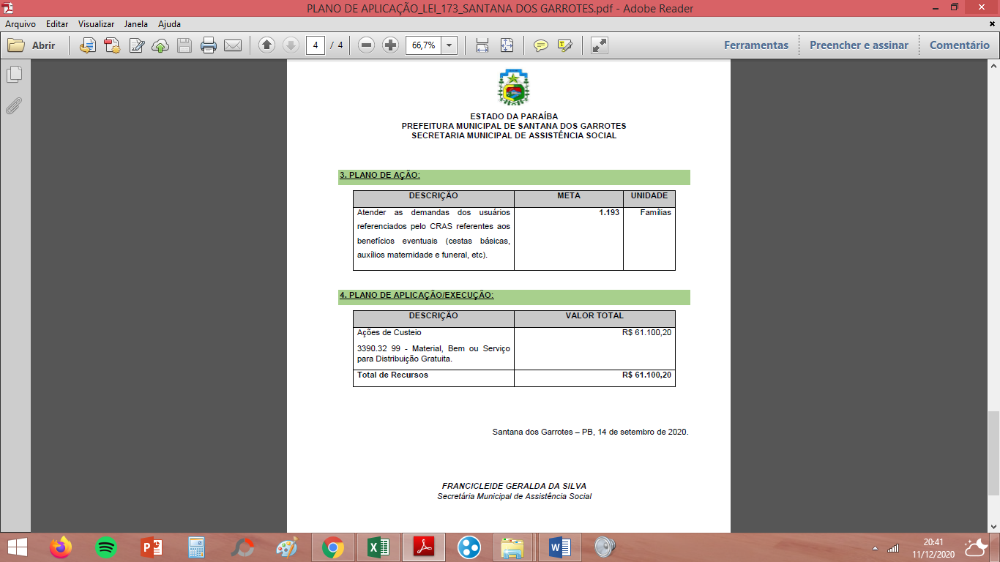 PLANO DE APLICAÇÃO_LEI_173_SANTANA DOS GARROTES.pdf - Adobe Reader
Arquivo Editar Visualizar Janela Ajuda
Abrir 4 / 4 66,7% Ferramentas Preencher e assinar Comentário
ESTADO DA PARAÍBA
PREFEITURA MUNICIPAL DE SANTANA DOS GARROTES
SECRETARIA MUNICIPAL DE ASSISTÊNCIA SOCIAL
3. PLANO DE AÇÃO:
DESCRIÇÃO META UNIDADE
Atender as demandas dos usuários 1.193 Famílias
referenciados pelo CRAS referentes aos
benefícios eventuais (cestas básicas,
auxílios maternidade e funeral, etc).
4. PLANO DE APLICAÇÃO/EXECUÇÃO:
DESCRIÇÃO VALOR TOTAL
Ações de Custeio R$ 61.100,20
3390.32 99 - Material, Bem ou Serviço
para Distribuição Gratuita.
Total de Recursos R$ 61.100,20
Santana dos Garrotes – PB, 14 de setembro de 2020.
FRANCICLEIDE GERALDA DA SILVA
Secretária Municipal de Assistência Social
20:41
11/12/2020